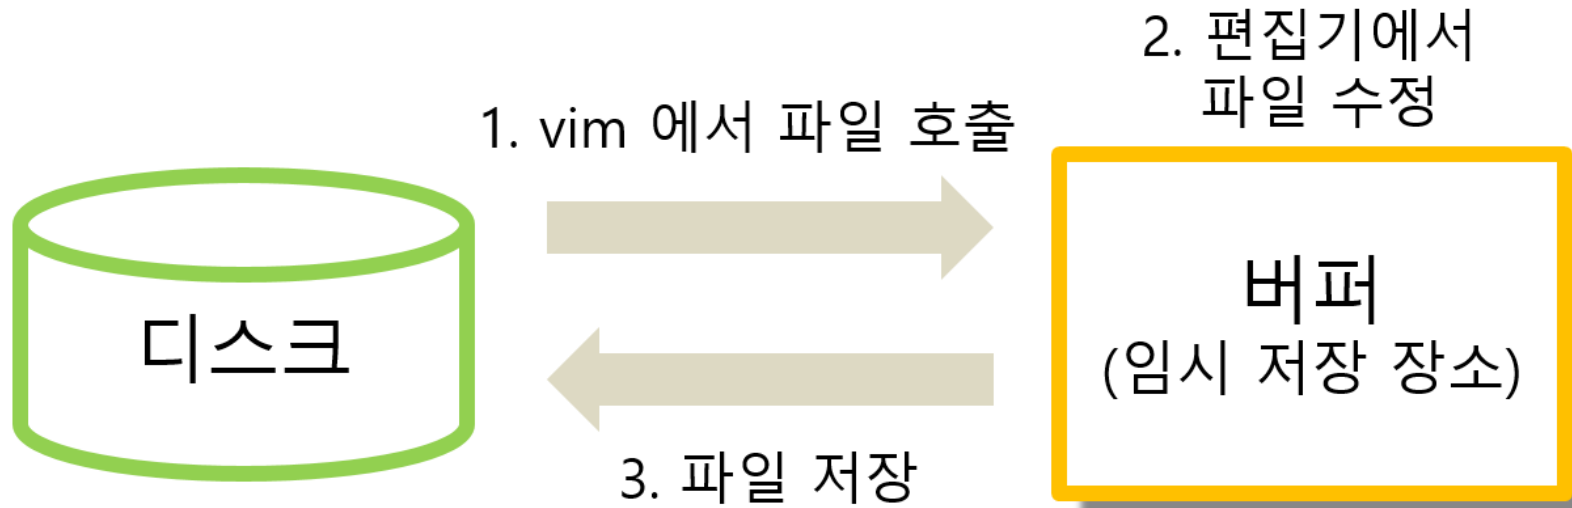 1. vim 에서 파일 호출
2. 편집기에서
파일 수정
디스크
버퍼
(임시 저장 장소)
3. 파일 저장